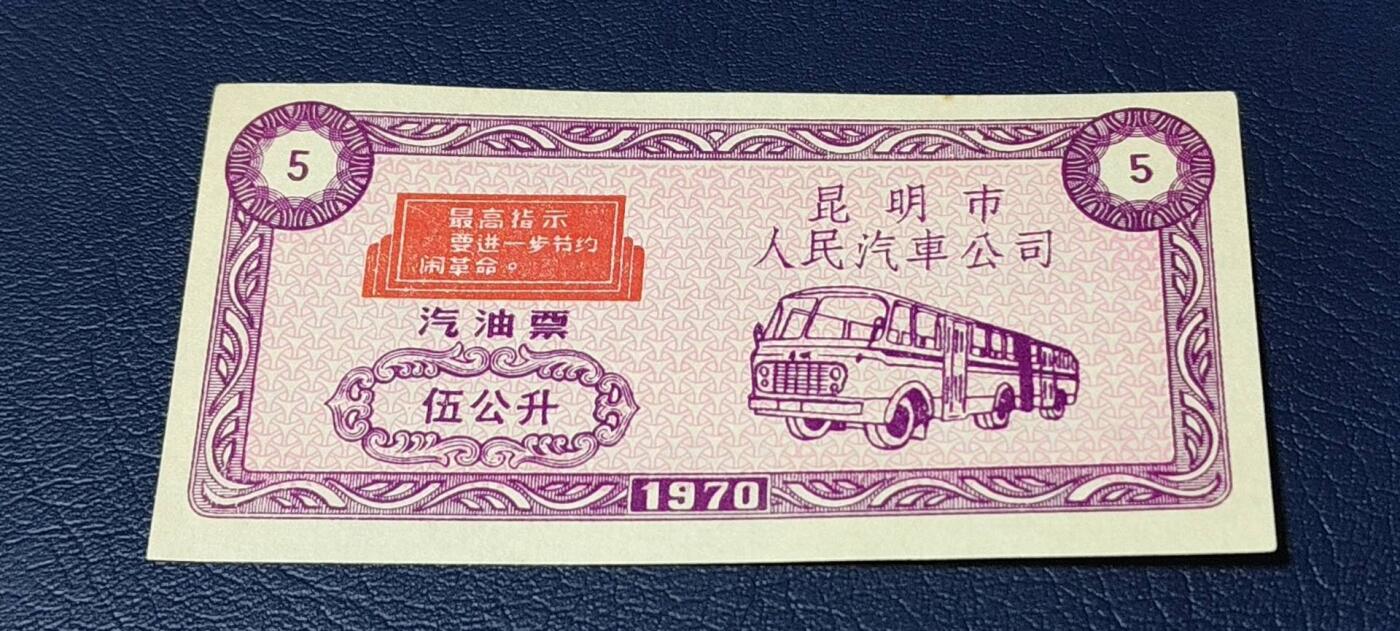 5
5
最高指示
要进一步节约
闹革命。
汽油票
伍公升
昆明市
人民汽車公司
1970